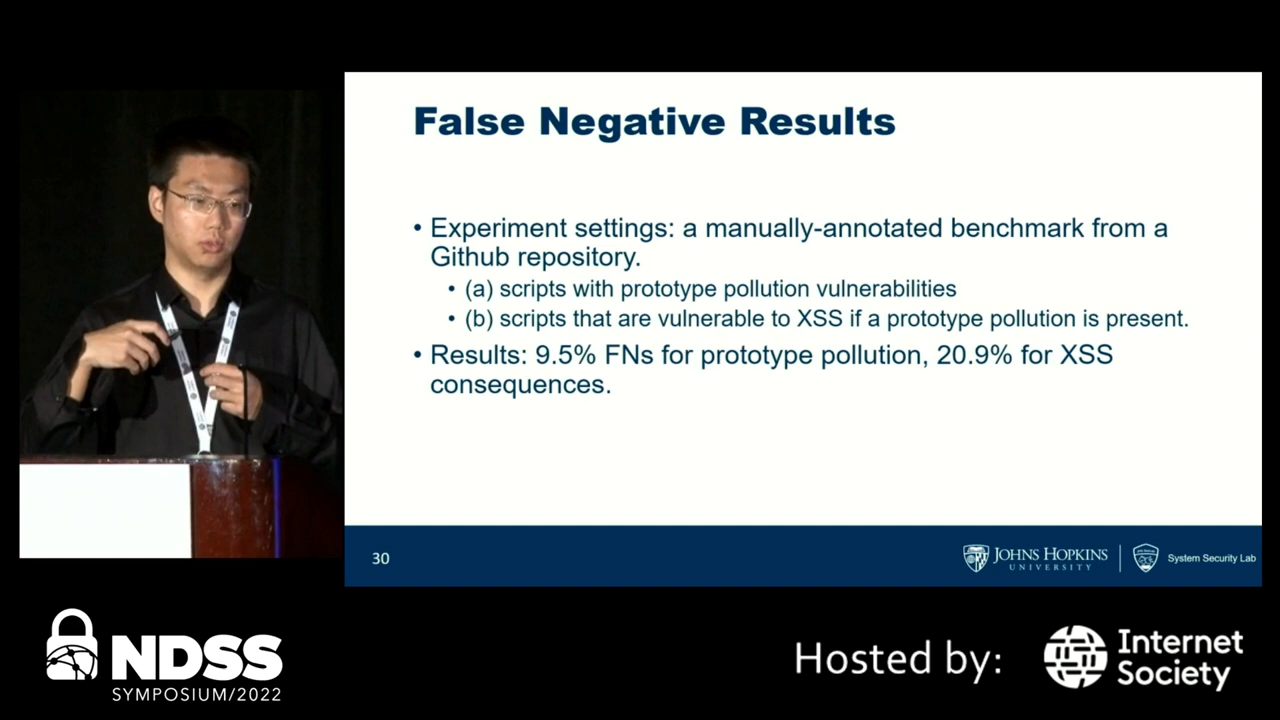 False Negative Results
• Experiment settings: a manually-annotated benchmark from a
Github repository.
• (a) scripts with prototype pollution vulnerabilities
• (b) scripts that are vulnerable to XSS if a prototype pollution is present.
• Results: 9.5% FNs for prototype pollution, 20.9% for XSS
consequences.
30
JOHNS HOPKINS
UNIVERSITY
System Security Lab
NDSS
SYMPOSIUM/2022
Hosted by:
Internet
Society